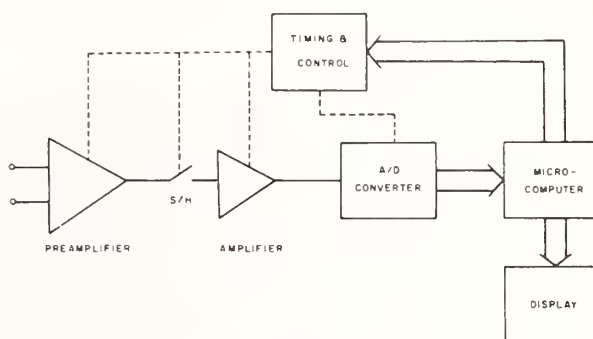 TIMING &
CONTROL
A/D
CONVERTER
MICRO-
COMPUTER
S/H
PREAMPLIFIER
AMPLIFIER
DISPLAY